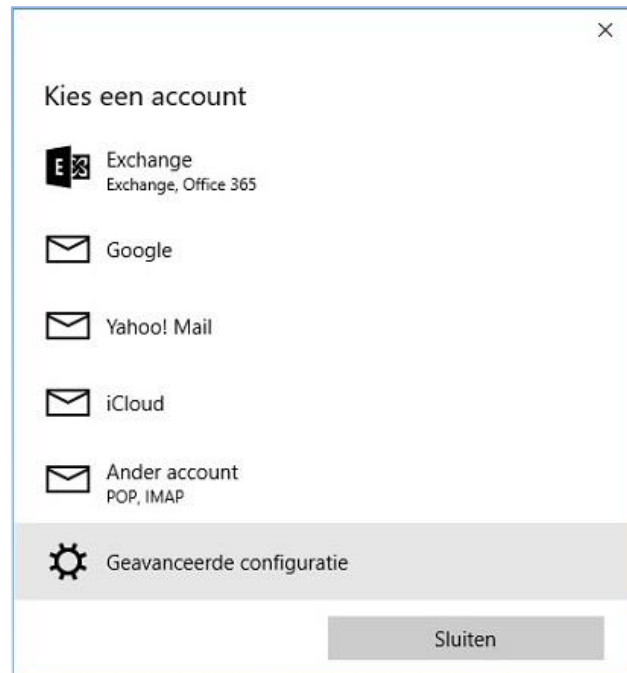 Kies een account
Exchange
Exchange, Office 365
Google
Yahoo! Mail
iCloud
Ander account
POP, IMAP
Geavanceerde configuratie
Sluiten